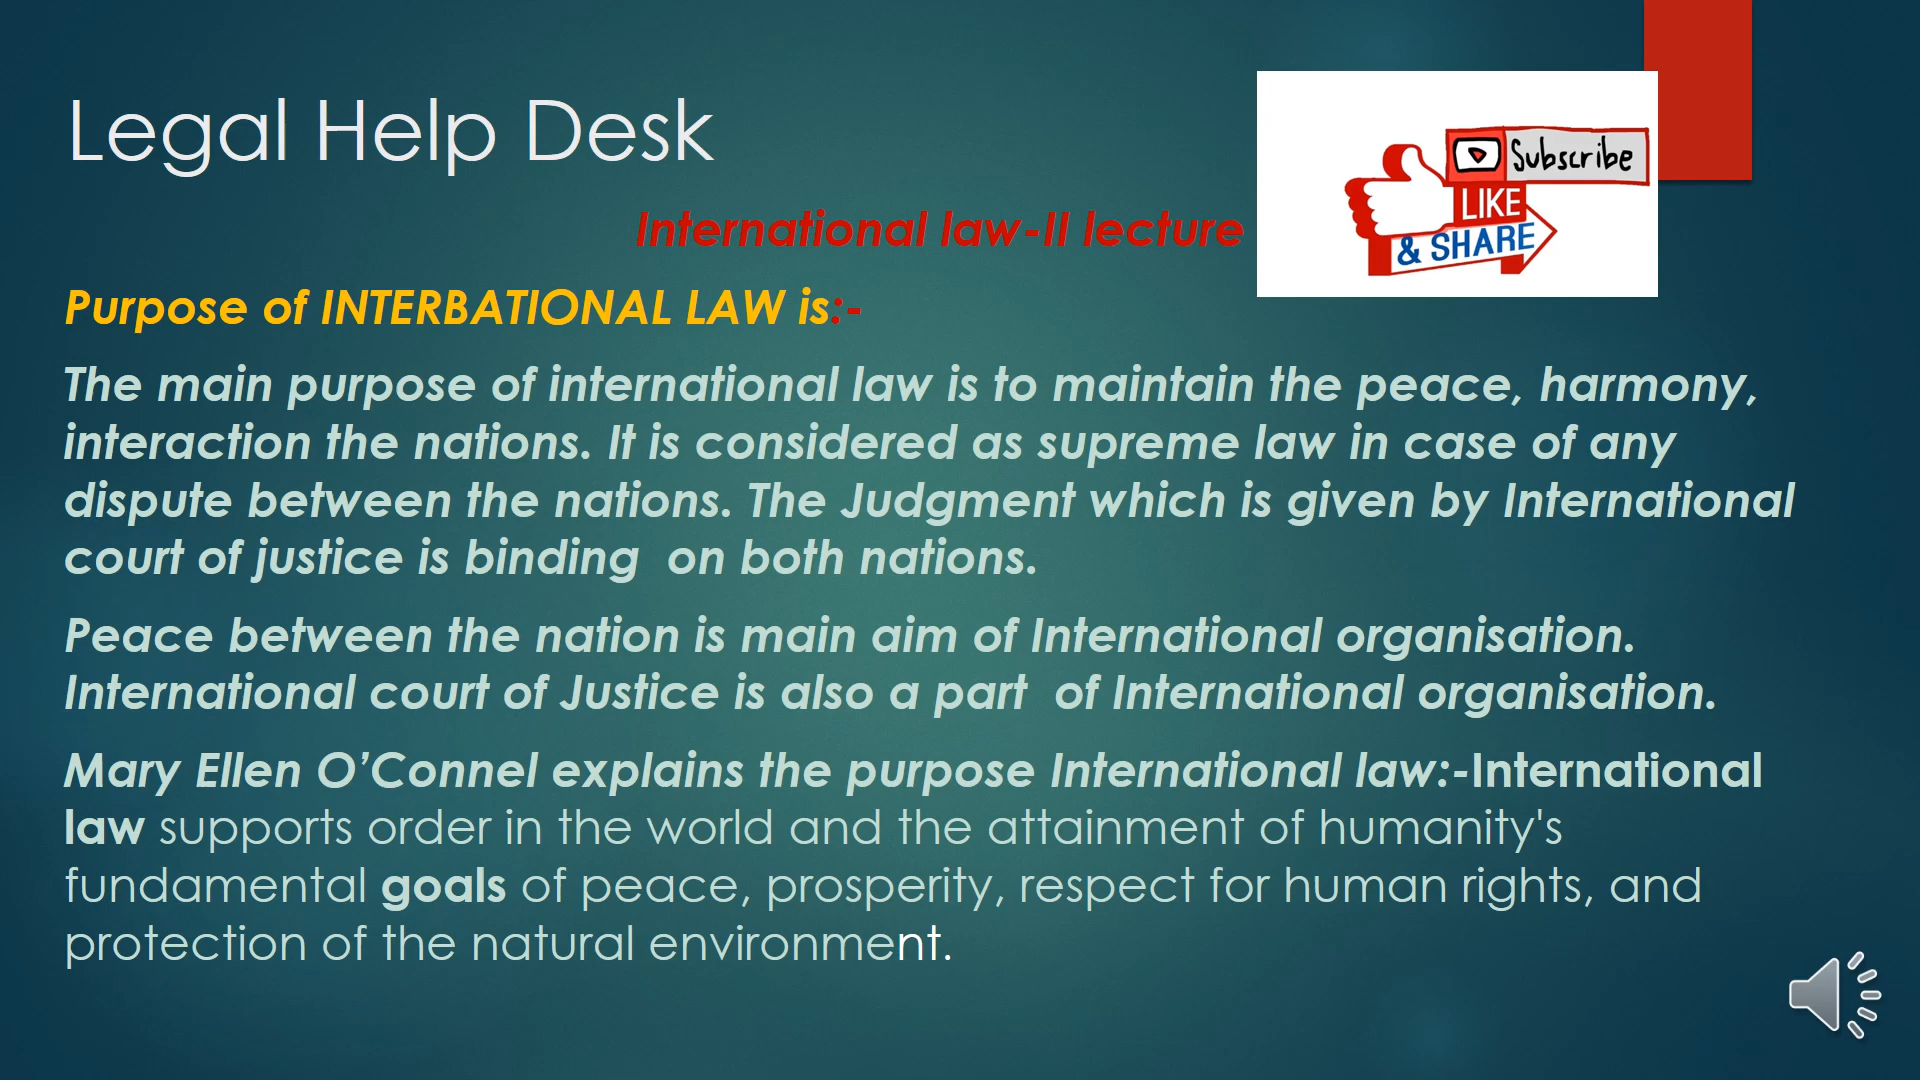 Legal Help Desk
Subscribe
LIKE
& SHARE
International law-II lecture
Purpose of INTERBATIONAL LAW is:-
The main purpose of international law is to maintain the peace, harmony,
interaction the nations. It is considered as supreme law in case of any
dispute between the nations. The Judgment which is given by International
court of justice is binding  on both nations.
Peace between the nation is main aim of International organisation.
International court of Justice is also a part  of International organisation.
Mary Ellen O’Connel explains the purpose International law:-International
law supports order in the world and the attainment of humanity's
fundamental goals of peace, prosperity, respect for human rights, and
protection of the natural environment.